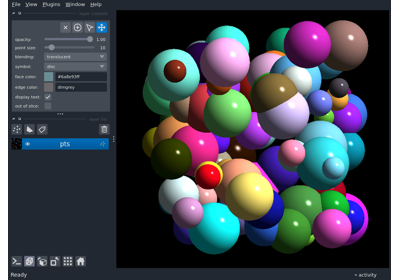 File View Plugins Window Help
opacity: 1.00
point size: 10
blending: translucent
symbol: disc
face color: #6a8e93ff
edge color: dimgrey
display text: ✓
out of slice:
pts
Ready
activity